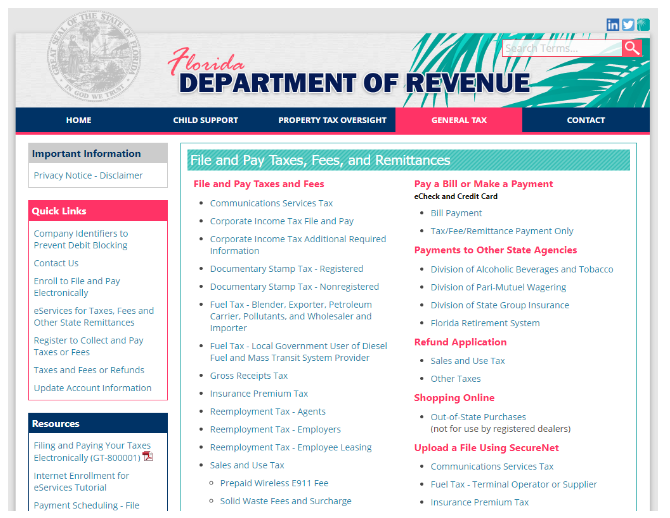 GREAT SEAL OF THE STATE OF FLORIDA
IN GOD WE TRUST
Search Terms...
Florida
DEPARTMENT OF REVENUE
HOME
CHILD SUPPORT
PROPERTY TAX OVERSIGHT
GENERAL TAX
CONTACT
Important Information
Privacy Notice - Disclaimer
Quick Links
Company Identifiers to
Prevent Debit Blocking
Contact Us
Enroll to File and Pay
Electronically
eServices for Taxes, Fees and
Other State Remittances
Register to Collect and Pay
Taxes or Fees
Taxes and Fees or Refunds
Update Account Information
Resources
Filing and Paying Your Taxes
Electronically (GT-800001)
Internet Enrollment for
eServices Tutorial
Payment Scheduling - File
File and Pay Taxes, Fees, and Remittances
File and Pay Taxes and Fees
Communications Services Tax
Corporate Income Tax File and Pay
Corporate Income Tax Additional Required
Information
Documentary Stamp Tax - Registered
Documentary Stamp Tax - Nonregistered
Fuel Tax - Blender, Exporter, Petroleum
Carrier, Pollutants, and Wholesaler and
Importer
Fuel Tax - Local Government User of Diesel
Fuel and Mass Transit System Provider
Gross Receipts Tax
Insurance Premium Tax
Reemployment Tax - Agents
Reemployment Tax - Employers
Reemployment Tax - Employee Leasing
Sales and Use Tax
Prepaid Wireless E911 Fee
Solid Waste Fees and Surcharge
Pay a Bill or Make a Payment
eCheck and Credit Card
Bill Payment
Tax/Fee/Remittance Payment Only
Payments to Other State Agencies
Division of Alcoholic Beverages and Tobacco
Division of Pari-Mutuel Wagering
Division of State Group Insurance
Florida Retirement System
Refund Application
Sales and Use Tax
Other Taxes
Shopping Online
Out-of-State Purchases
(not for use by registered dealers)
Upload a File Using SecureNet
Communications Services Tax
Fuel Tax - Terminal Operator or Supplier
Insurance Premium Tax